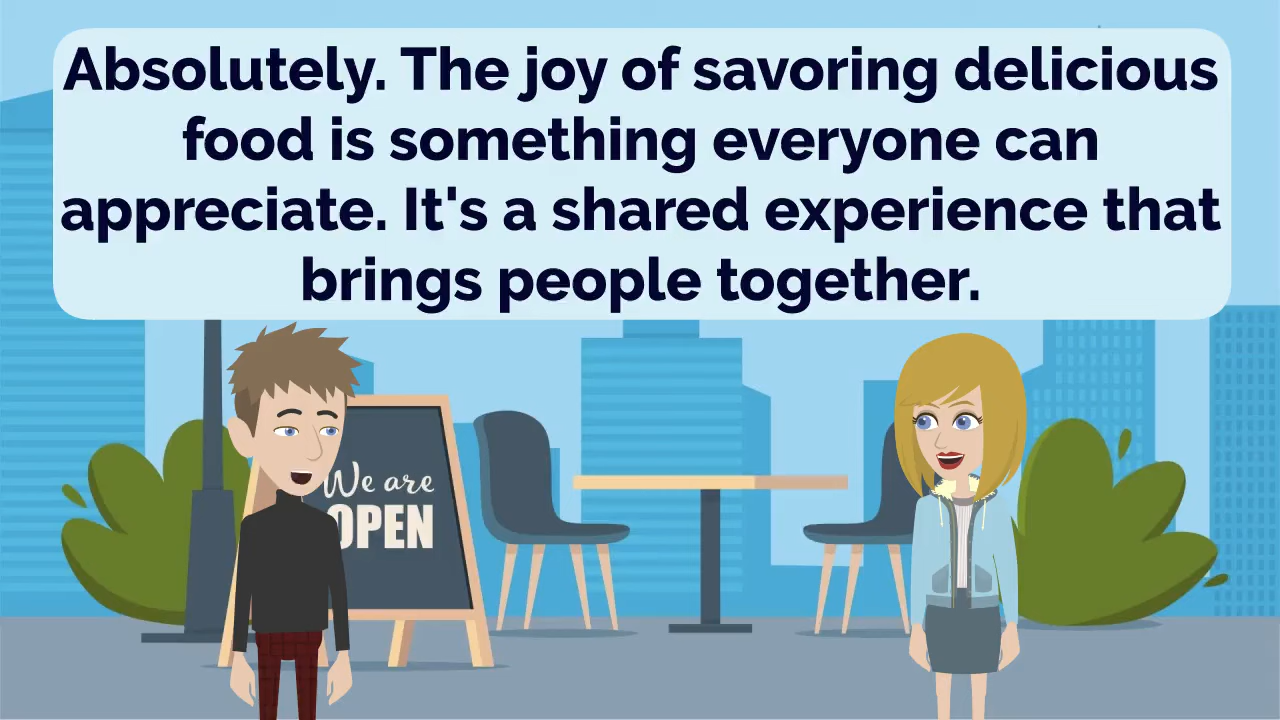 Absolutely. The joy of savoring delicious
food is something everyone can
appreciate. It's a shared experience that
brings people together.
We are
OPEN